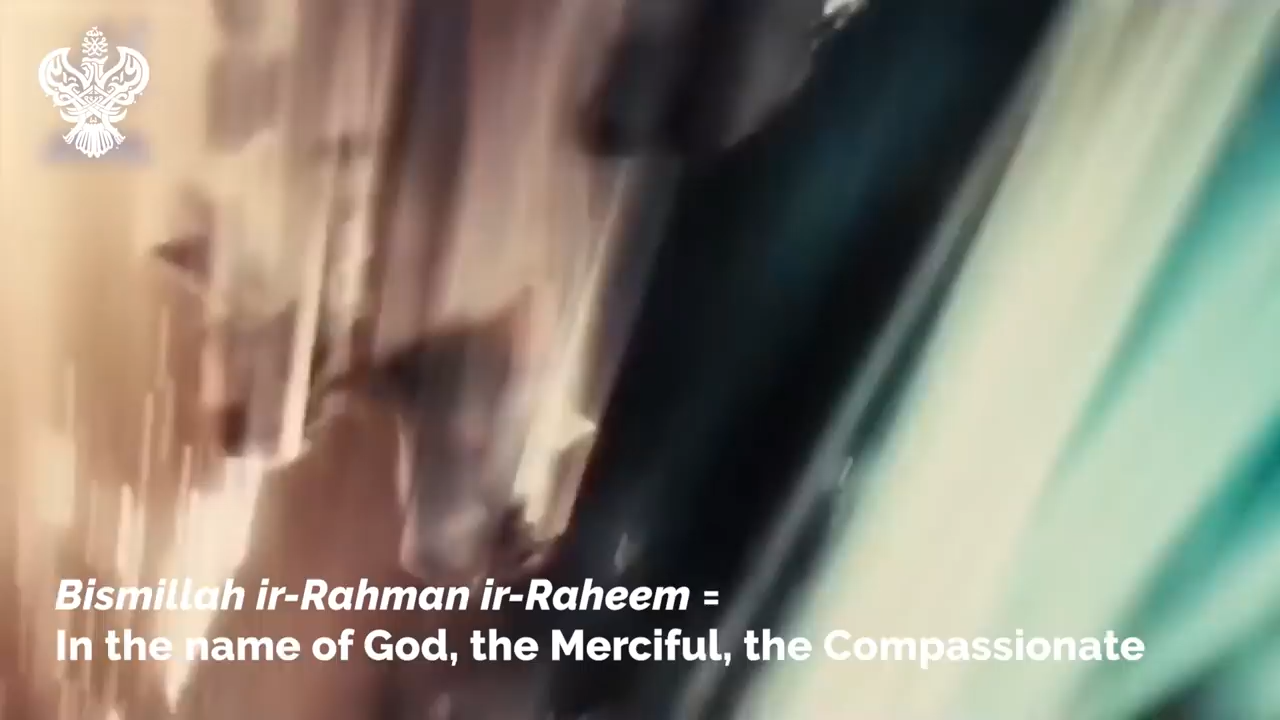 Bismillah ir-Rahman ir-Raheem =
In the name of God, the Merciful, the Compassionate